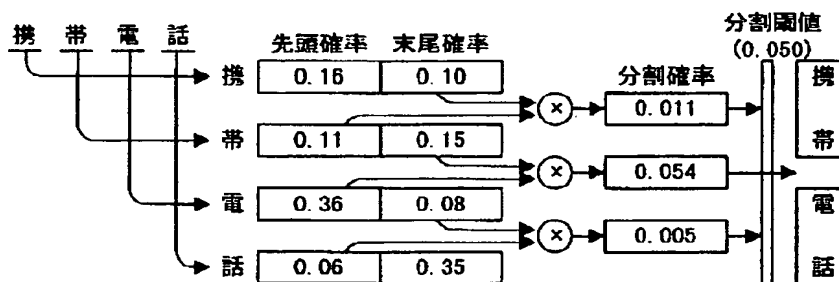 分割閾値
(0.050)
携 帯 電 話
先頭確率 末尾確率
分割確率
携 0.16 0.10
× 0.011
帯 0.11 0.15
× 0.054
電 0.36 0.08
× 0.005
話 0.06 0.35
携
帯
電
話